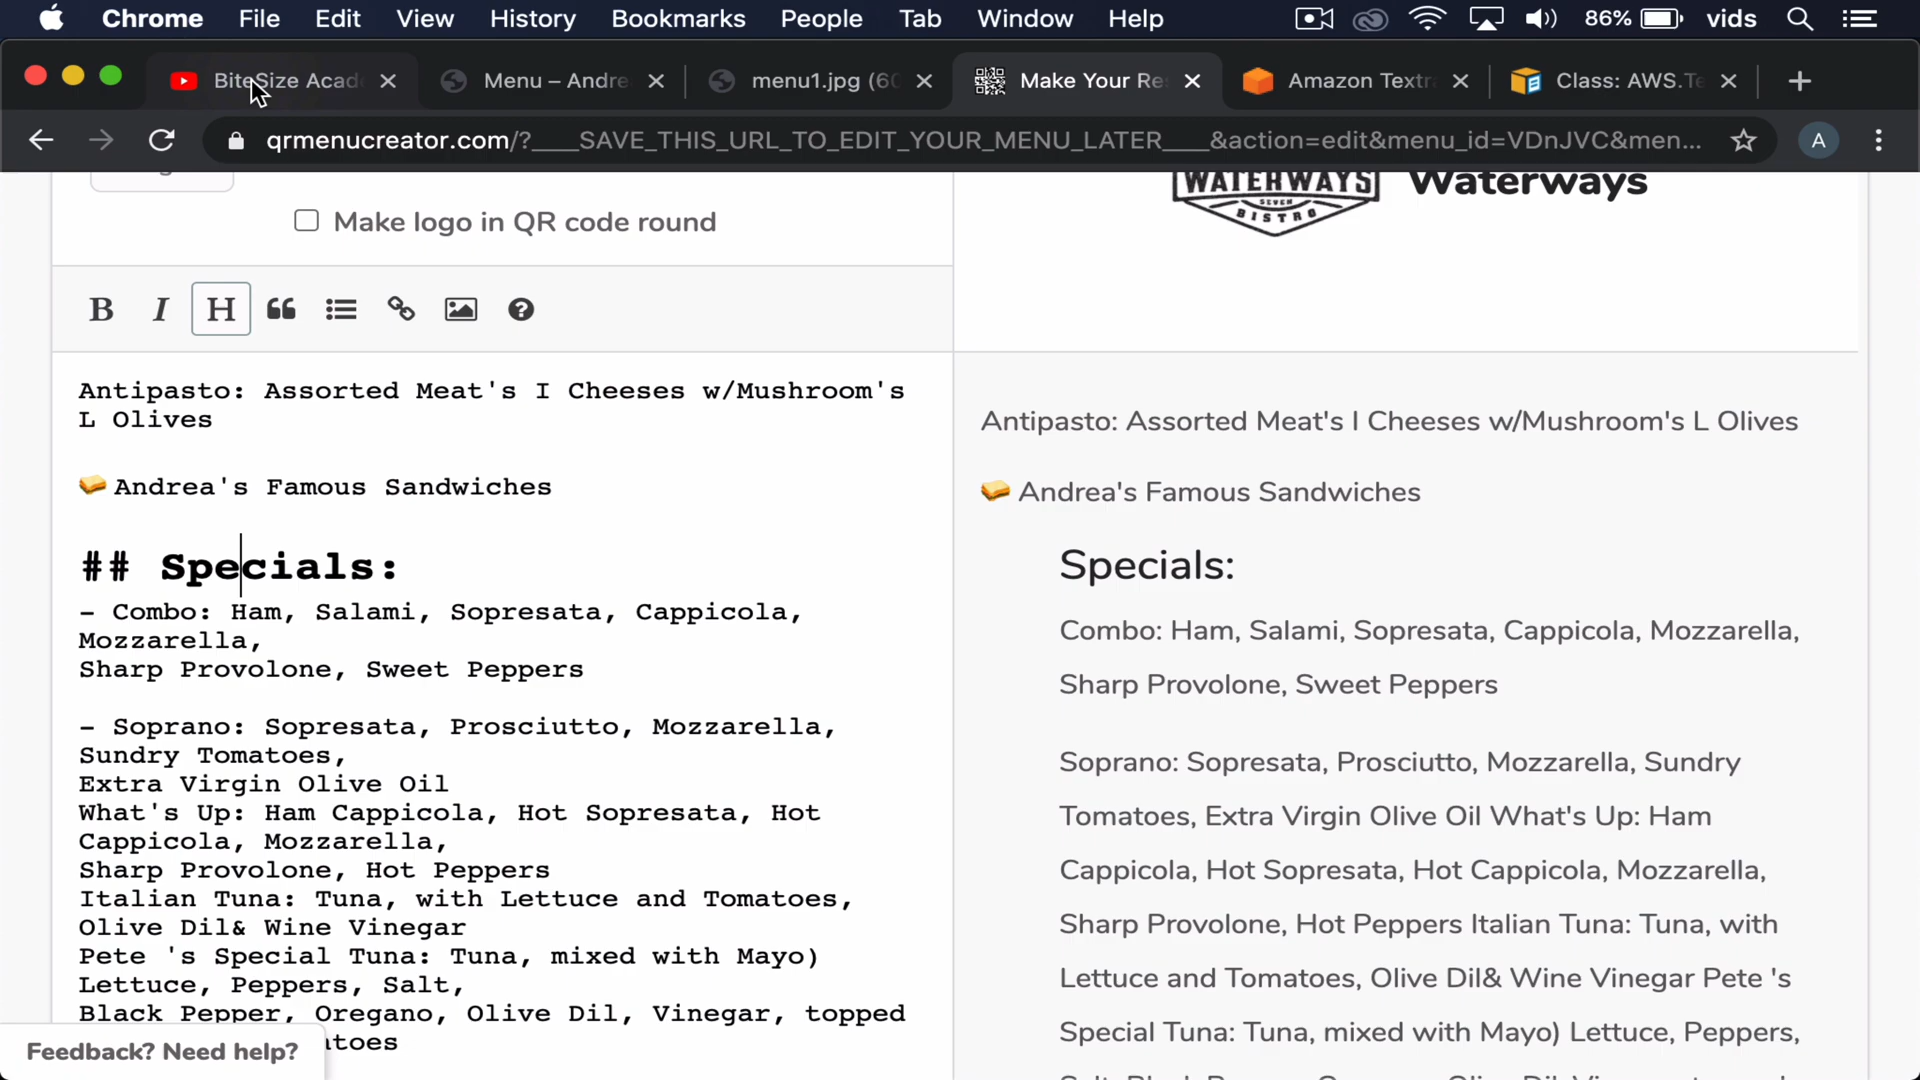 Chrome File Edit View History Bookmarks People Tab Window Help 86% vids
BiteSize Acad Menu – Andre menu1.jpg (60 Make Your Re Amazon Textr Class: AWS.Te
qrmenucreator.com/?____SAVE_THIS_URL_TO_EDIT_YOUR_MENU_LATER____&action=edit&menu_id=VDnJVC&men... A
Make logo in QR code round
B I H
Antipasto: Assorted Meat's I Cheeses w/Mushroom's
L Olives
Andrea's Famous Sandwiches
## Specials:
– Combo: Ham, Salami, Sopresata, Cappicola,
Mozzarella,
Sharp Provolone, Sweet Peppers
– Soprano: Sopresata, Prosciutto, Mozzarella,
Sundry Tomatoes,
Extra Virgin Olive Oil
What's Up: Ham Cappicola, Hot Sopresata, Hot
Cappicola, Mozzarella,
Sharp Provolone, Hot Peppers
Italian Tuna: Tuna, with Lettuce and Tomatoes,
Olive Dil& Wine Vinegar
Pete 's Special Tuna: Tuna, mixed with Mayo)
Lettuce, Peppers, Salt,
Black Pepper, Oregano, Olive Dil, Vinegar, topped
atoes
Feedback? Need help?
WATERWAYS
SEVEN
BISTRO
Waterways
Antipasto: Assorted Meat's I Cheeses w/Mushroom's L Olives
Andrea's Famous Sandwiches
Specials:
Combo: Ham, Salami, Sopresata, Cappicola, Mozzarella,
Sharp Provolone, Sweet Peppers
Soprano: Sopresata, Prosciutto, Mozzarella, Sundry
Tomatoes, Extra Virgin Olive Oil What's Up: Ham
Cappicola, Hot Sopresata, Hot Cappicola, Mozzarella,
Sharp Provolone, Hot Peppers Italian Tuna: Tuna, with
Lettuce and Tomatoes, Olive Dil& Wine Vinegar Pete 's
Special Tuna: Tuna, mixed with Mayo) Lettuce, Peppers,